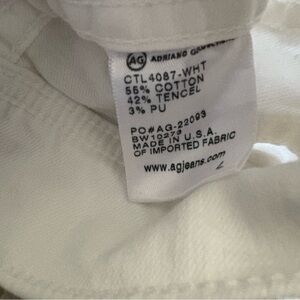 AG ADRIANO
CTL4087-WHT
55% COTTON
42% TENCEL
3% PU
PO#AG-22093
BW10273
MADE IN U.S.A.
OF IMPORTED FABRIC
www.agjeans.com
L